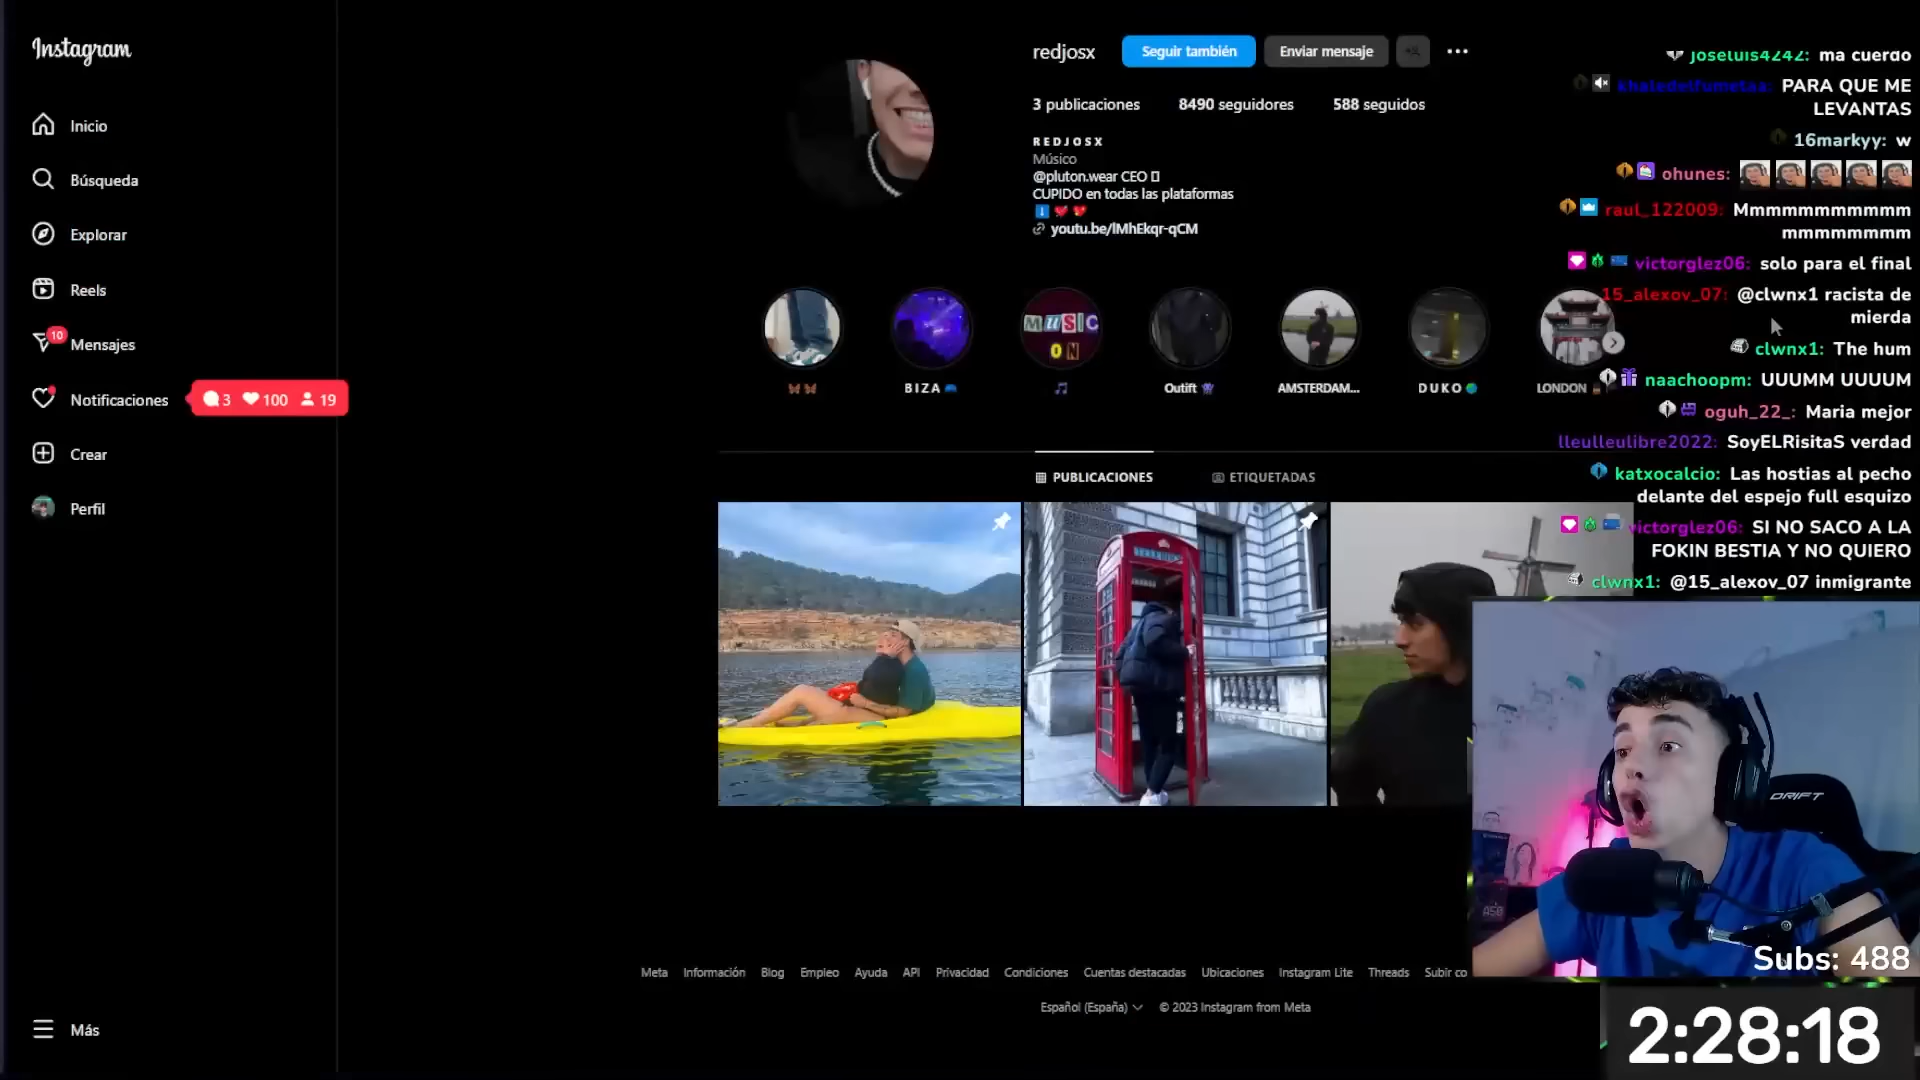 Instagram
Inicio
Búsqueda
Explorar
Reels
10
Mensajes
Notificaciones
3 100 19
Crear
Perfil
Más
redjosx
Seguir también
Enviar mensaje
3 publicaciones 8490 seguidores 588 seguidos
REDJOSX
Músico
@pluton.wear CEO
CUPIDO en todas las plataformas
youtu.be/lMhEkqr-qCM
MUSIC
ON
BIZA
Outift
AMSTERDAM...
DUKO
LONDON
PUBLICACIONES
ETIQUETADAS
joseluis4242: ma cuerdo
khaledelfumetaa: PARA QUE ME
LEVANTAS
16markyy: w
ohunes:
raul_122009: Mmmmmmmmmmm
mmmmmmmm
victorglez06: solo para el final
15_alexov_07: @clwnx1 racista de
mierda
clwnx1: The hum
naachoopm: UUUMM UUUUM
oguh_22_: Maria mejor
lleulleulibre2022: SoyELRisitaS verdad
katxocalcio: Las hostias al pecho
delante del espejo full esquizo
victorglez06: SI NO SACO A LA
FOKIN BESTIA Y NO QUIERO
clwnx1: @15_alexov_07 inmigrante
DRIFT
Subs: 488
2:28:18
Meta Información Blog Empleo Ayuda API Privacidad Condiciones Cuentas destacadas Ubicaciones Instagram Lite Threads Subir co
Español (España) © 2023 Instagram from Meta